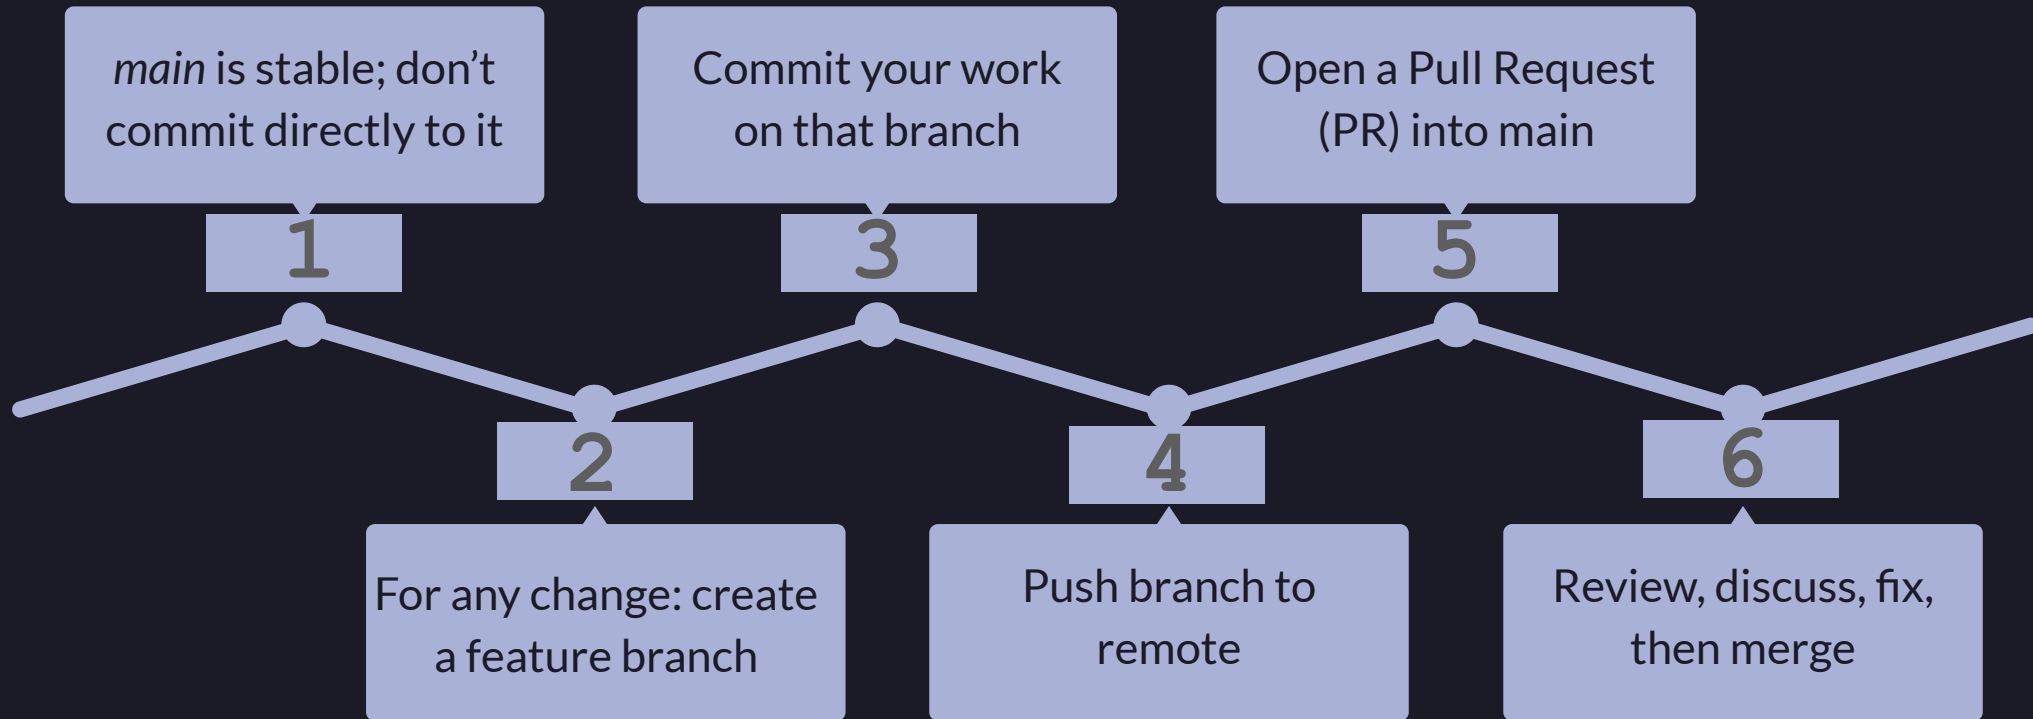 main is stable; don’t
commit directly to it
1
For any change: create
a feature branch
2
Commit your work
on that branch
3
Push branch to
remote
4
Open a Pull Request
(PR) into main
5
Review, discuss, fix,
then merge
6